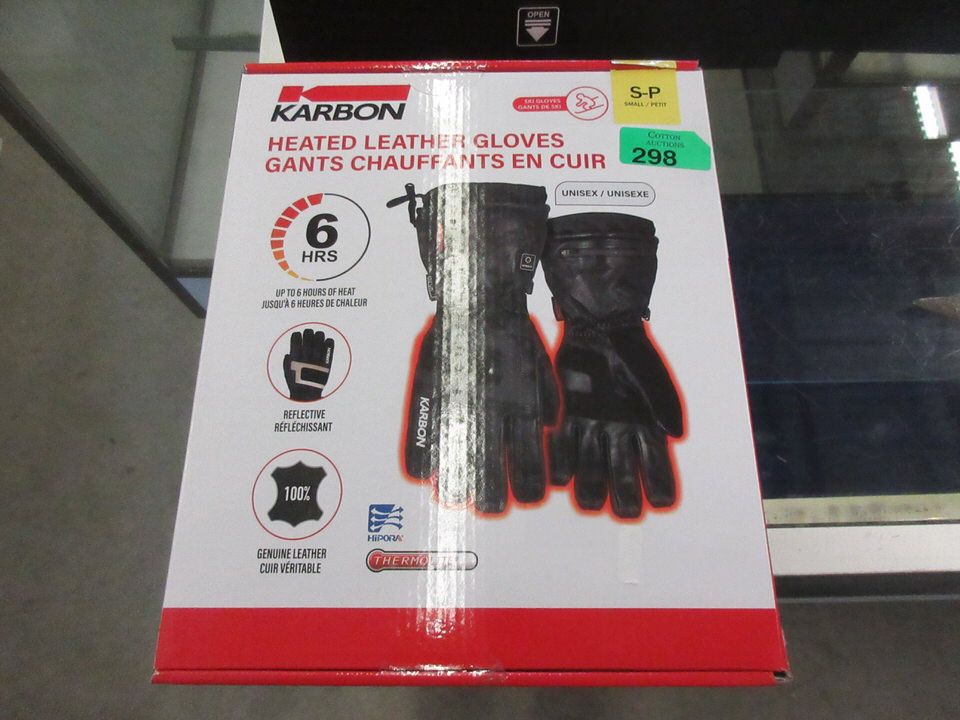 OPEN
KARBON
SKI GLOVES
GANTS DE SKI
S-P
SMALL / PETIT
HEATED LEATHER GLOVES
GANTS CHAUFFANTS EN CUIR
COTTON
AUCTIONS
298
UNISEX / UNISEXE
6
HRS
UP TO 6 HOURS OF HEAT
JUSQU'À 6 HEURES DE CHALEUR
REFLECTIVE
RÉFLÉCHISSANT
KARBON
100%
GENUINE LEATHER
CUIR VÉRITABLE
HiPORA